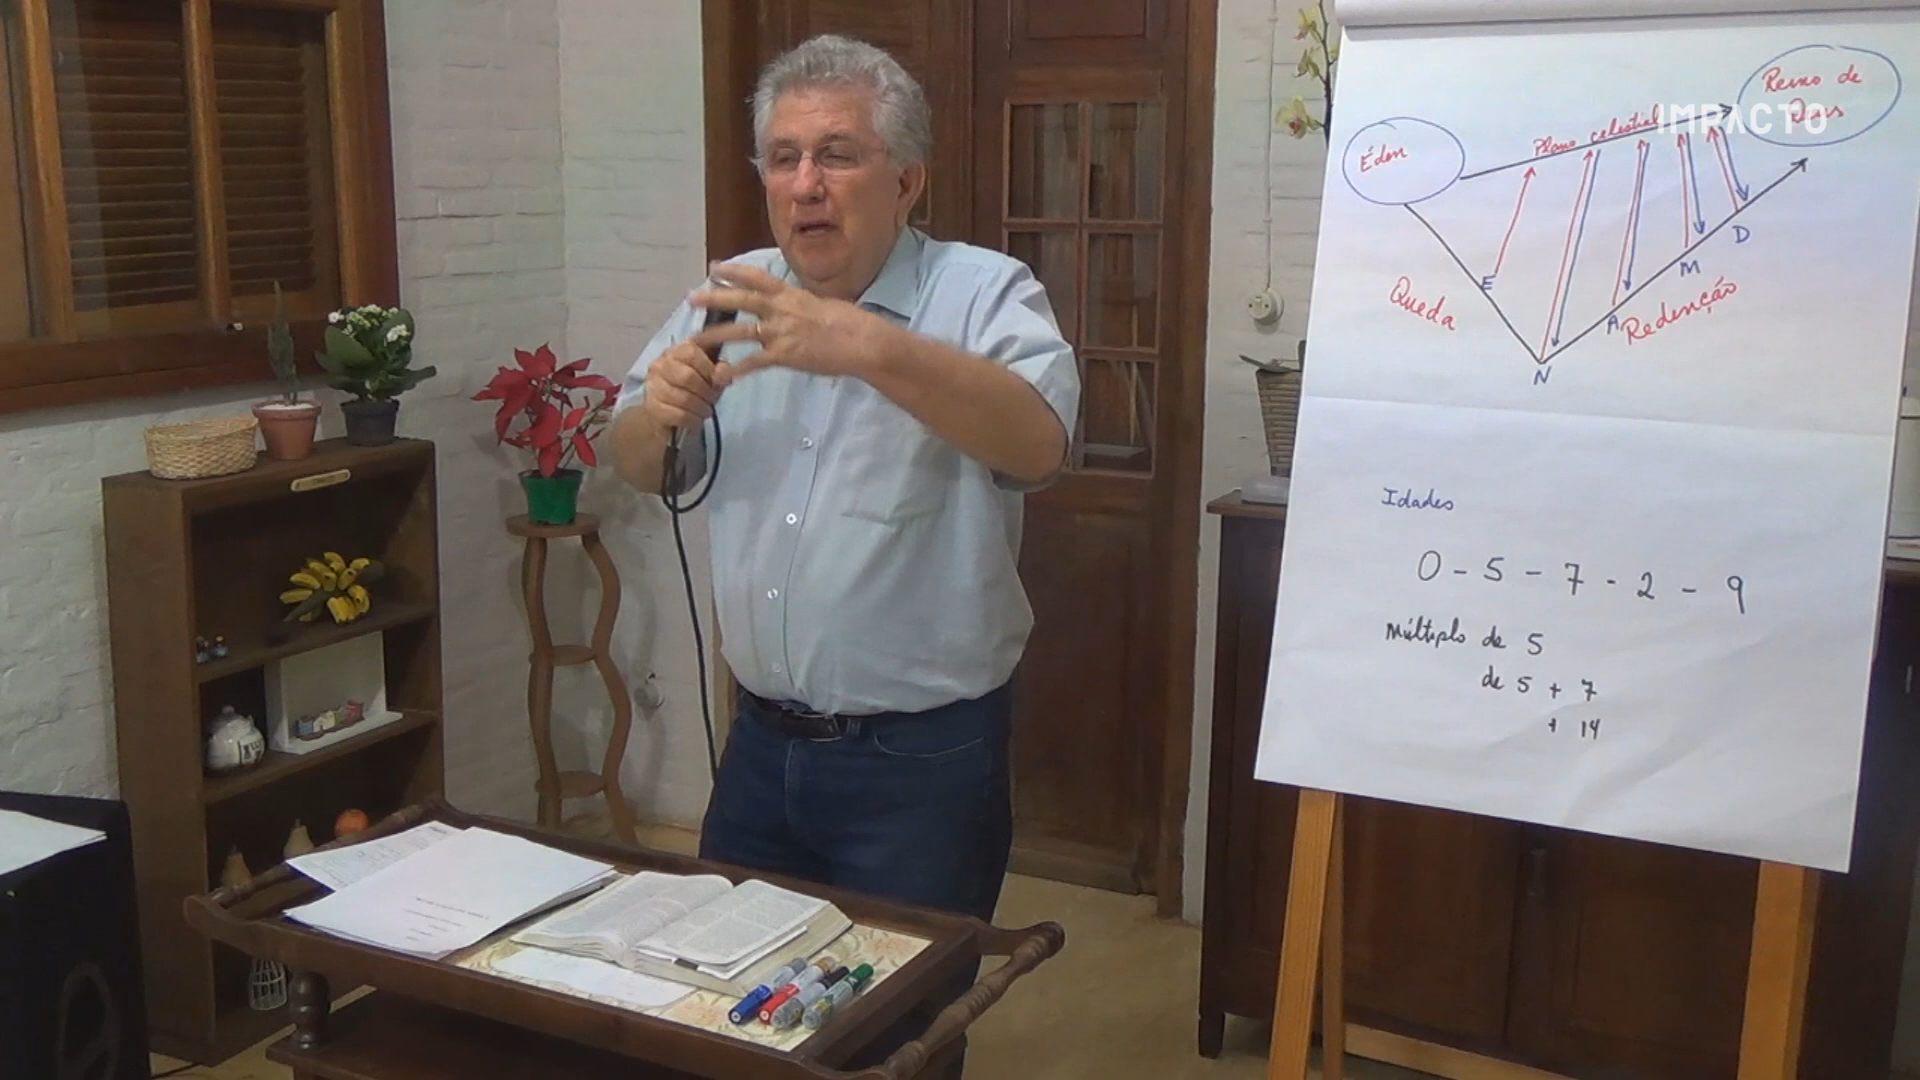 Reino de
Deus
IMPACTO
Plano celestial
Éden
D
M
E
A
Queda
Redenção
N
Idades
0 - 5 - 7 - 2 - 9
Múltiplo de 5
de 5 + 7
+ 14